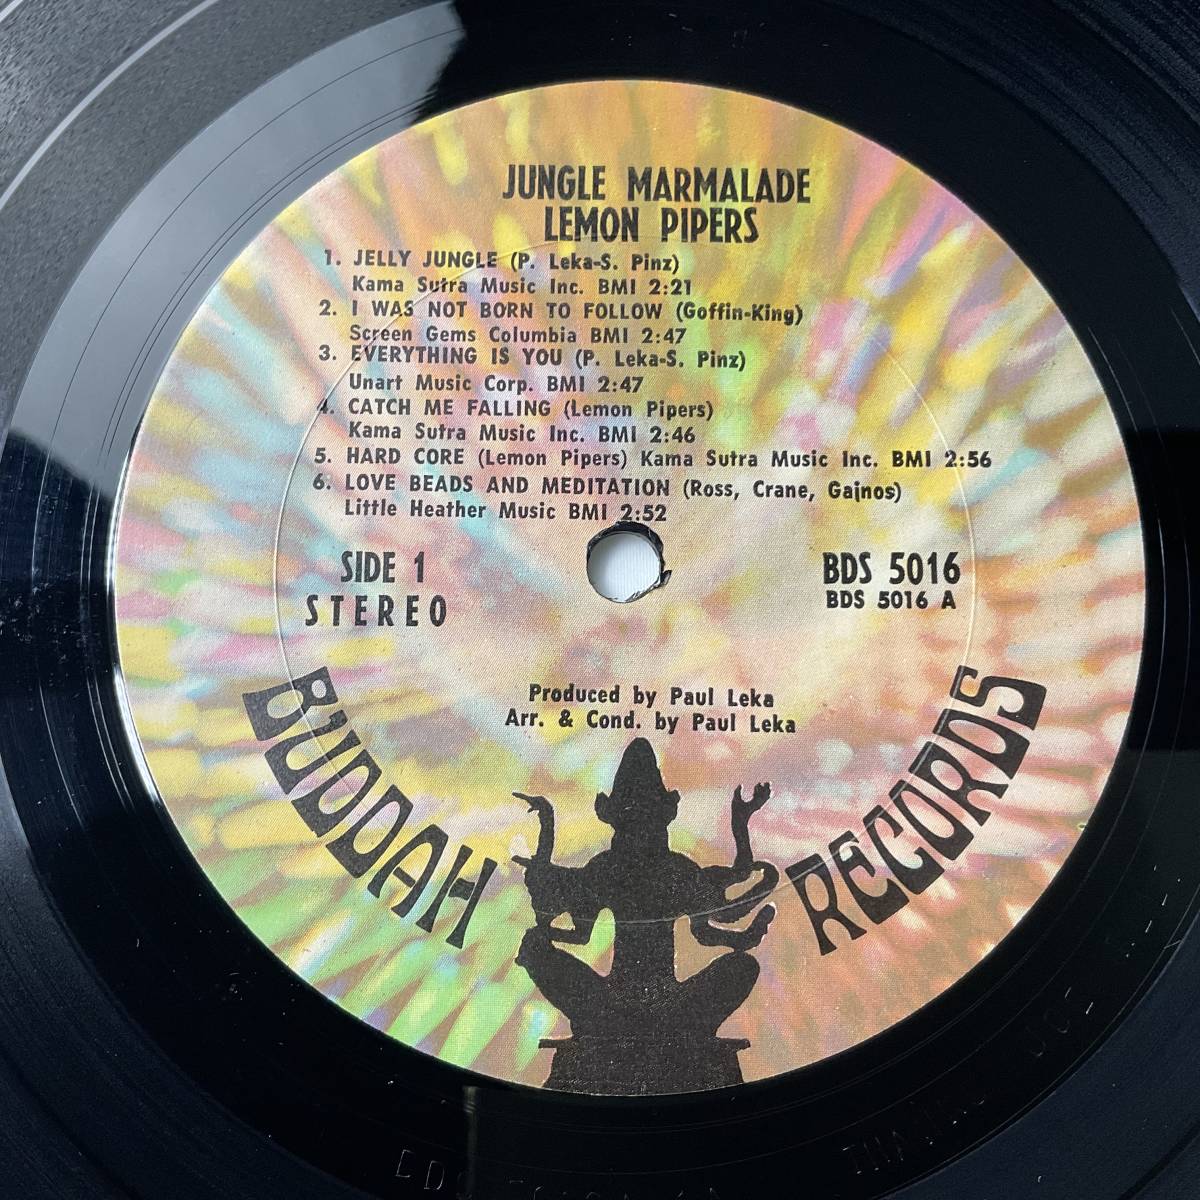 JUNGLE MARMALADE
LEMON PIPERS
1. JELLY JUNGLE (P. Leka-S. Pinz)
Kama Sutra Music Inc. BMI 2:21
2. I WAS NOT BORN TO FOLLOW (Goffin-King)
Screen Gems Columbia BMI 2:47
3. EVERYTHING IS YOU (P. Leka-S. Pinz)
Unart Music Corp. BMI 2:47
4. CATCH ME FALLING (Lemon Pipers)
Kama Sutra Music Inc. BMI 2:46
5. HARD CORE (Lemon Pipers) Kama Sutra Music Inc. BMI 2:56
6. LOVE BEADS AND MEDITATION (Ross, Crane, Gainos)
Little Heather Music BMI 2:52
SIDE 1
STEREO
BDS 5016
BDS 5016 A
Produced by Paul Leka
Arr. & Cond. by Paul Leka
BUDDAH RECORDS